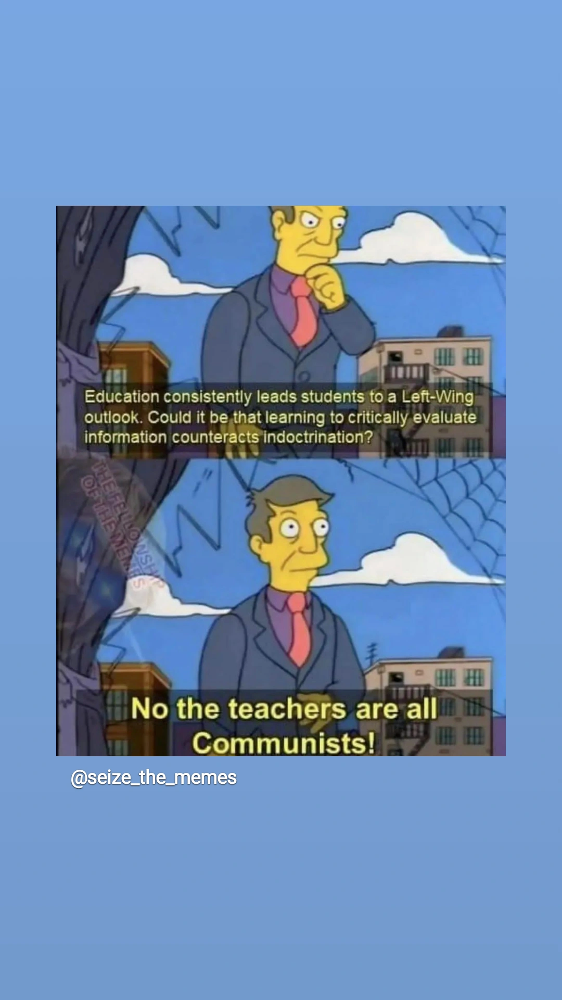 Education consistently leads students to a Left-Wing
outlook. Could it be that learning to critically evaluate
information counteracts indoctrination?
THE FELLOWSHIP
OF THE MEMES
No the teachers are all
Communists!
@seize_the_memes